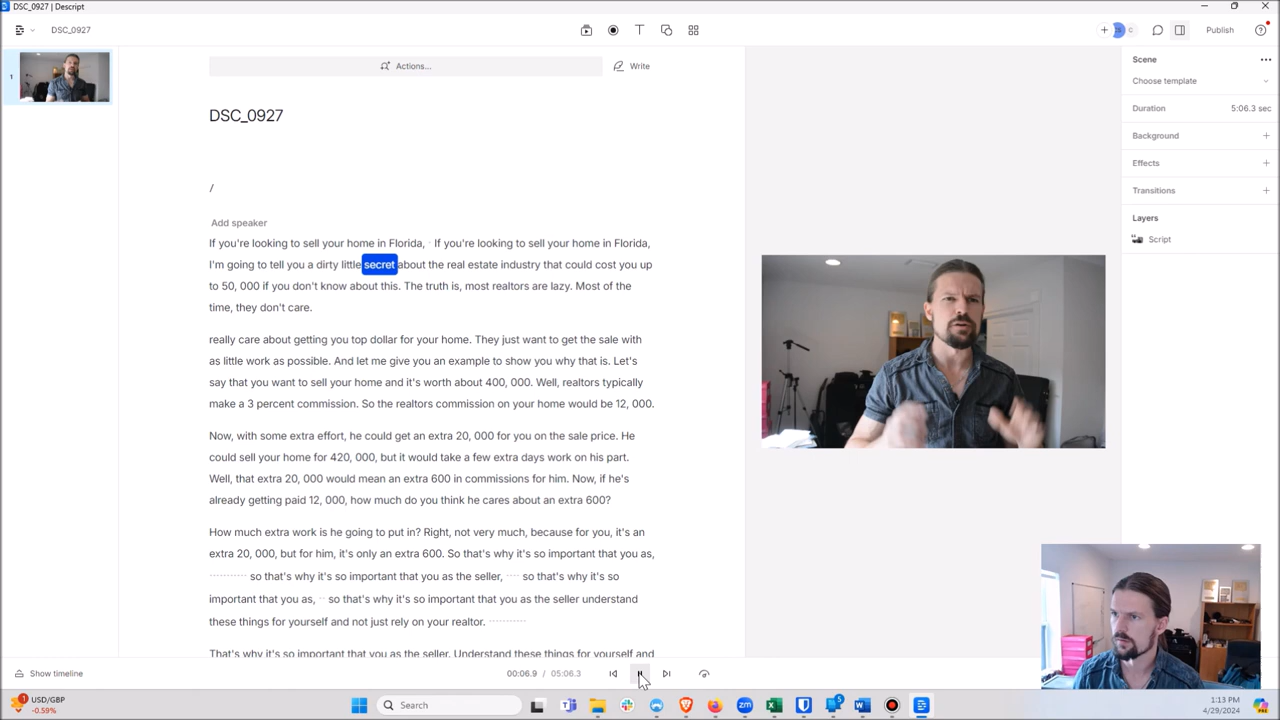 DSC_0927 | Descript
DSC_0927
Publish
1
Actions...
Write
DSC_0927
/
Add speaker
If you're looking to sell your home in Florida, · If you're looking to sell your home in Florida,
I'm going to tell you a dirty little secret about the real estate industry that could cost you up
to 50, 000 if you don't know about this. The truth is, most realtors are lazy. Most of the
time, they don't care.
really care about getting you top dollar for your home. They just want to get the sale with
as little work as possible. And let me give you an example to show you why that is. Let's
say that you want to sell your home and it's worth about 400, 000. Well, realtors typically
make a 3 percent commission. So the realtors commission on your home would be 12, 000.
Now, with some extra effort, he could get an extra 20, 000 for you on the sale price. He
could sell your home for 420, 000, but it would take a few extra days work on his part.
Well, that extra 20, 000 would mean an extra 600 in commissions for him. Now, if he's
already getting paid 12, 000, how much do you think he cares about an extra 600?
How much extra work is he going to put in? Right, not very much, because for you, it's an
extra 20, 000, but for him, it's only an extra 600. So that's why it's so important that you as,
·········· so that's why it's so important that you as the seller, ···· so that's why it's so
important that you as, ·· so that's why it's so important that you as the seller understand
these things for yourself and not just rely on your realtor. ··········
That's why it's so important that you as the seller. Understand these things for yourself and
Scene
Choose template
Duration 5:06.3 sec
Background
Effects
Transitions
Layers
Script
Show timeline
00:06.9 / 05:06.3
USD/GBP
-0.59%
Search
5
1:13 PM
4/29/2024